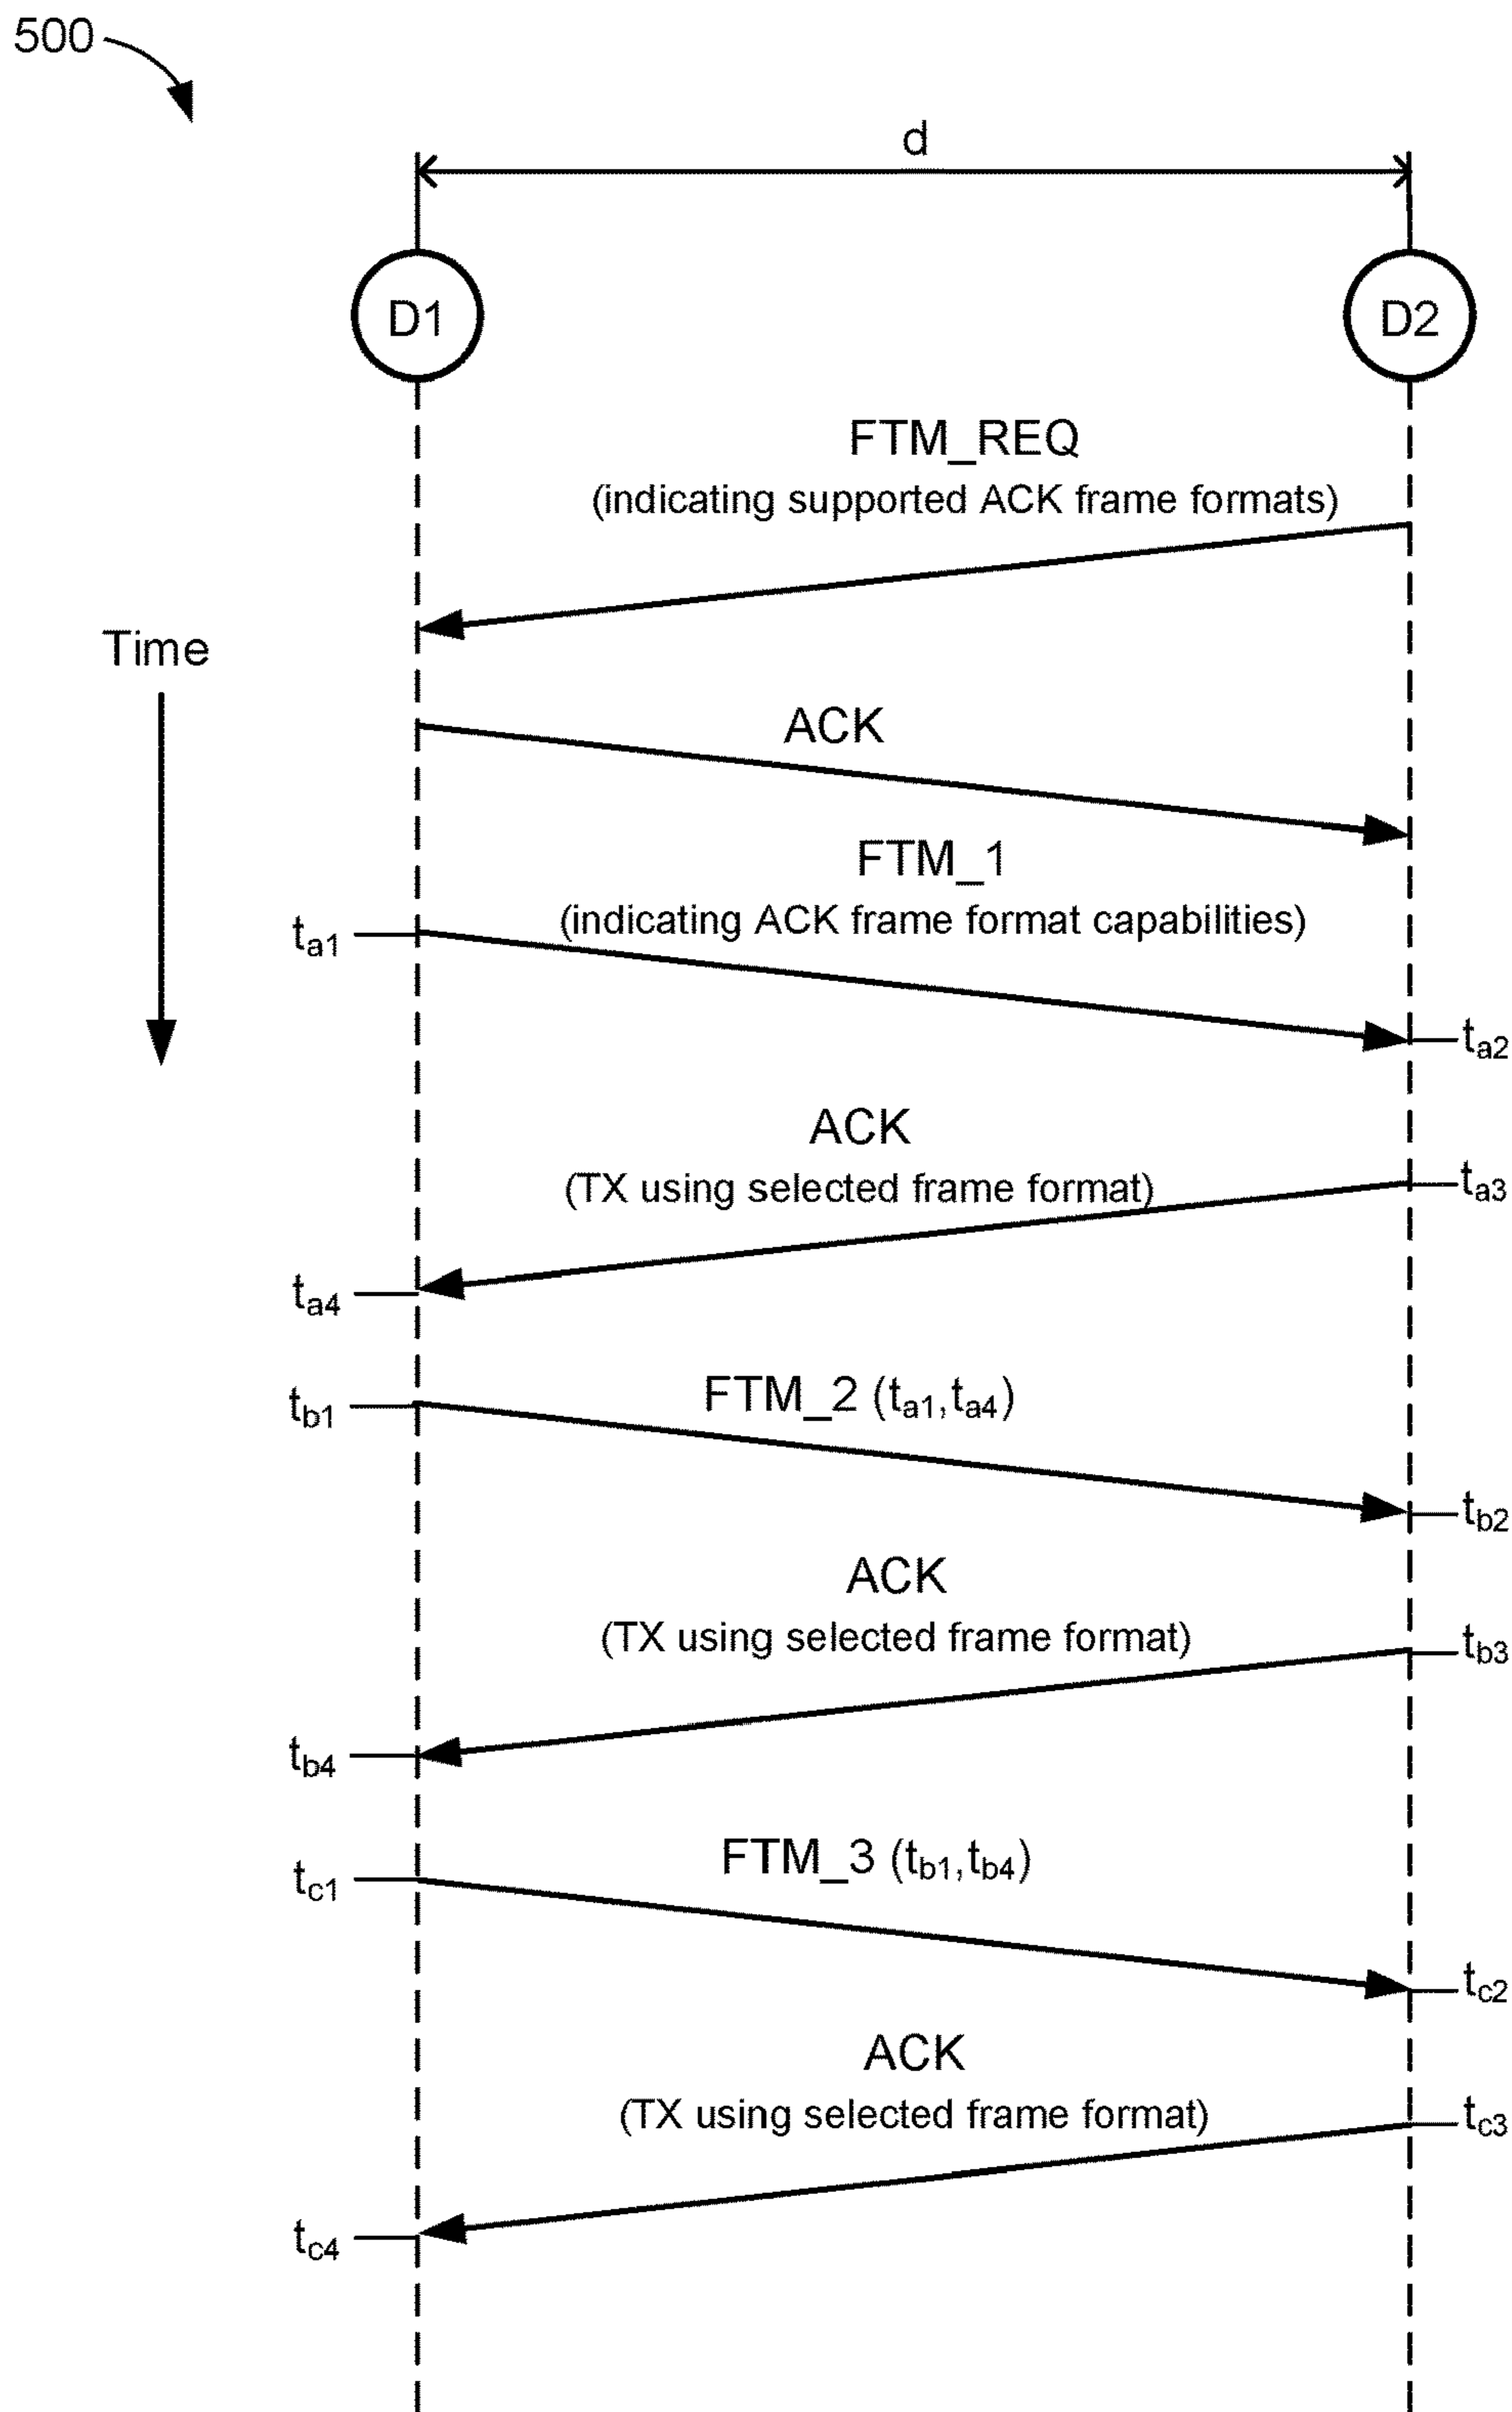 500
d
D1
D2
FTM_REQ
(indicating supported ACK frame formats)
Time
ACK
FTM_1
(indicating ACK frame format capabilities)
ta1
ta2
ACK
(TX using selected frame format)
ta3
ta4
FTM_2 (ta1,ta4)
tb1
tb2
ACK
(TX using selected frame format)
tb3
tb4
FTM_3 (tb1,tb4)
tc1
tc2
ACK
(TX using selected frame format)
tc3
tc4